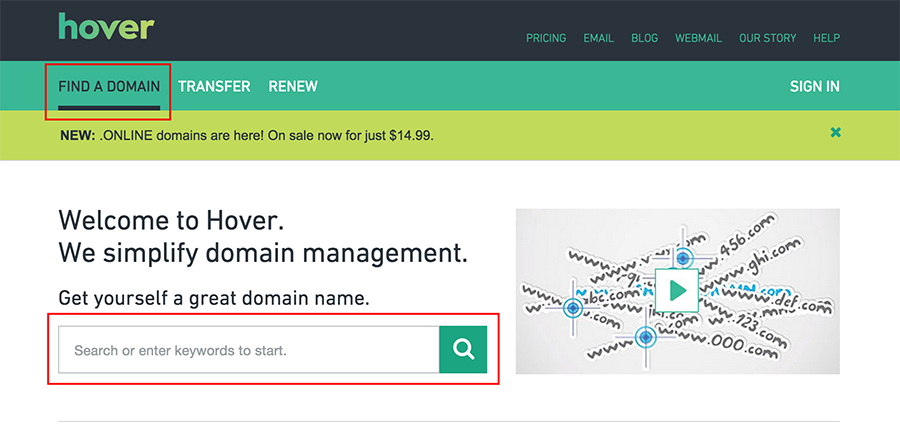 hover
PRICING EMAIL BLOG WEBMAIL OUR STORY HELP
FIND A DOMAIN TRANSFER RENEW SIGN IN
NEW: .ONLINE domains are here! On sale now for just $14.99.
Welcome to Hover.
We simplify domain management.
Get yourself a great domain name.
Search or enter keywords to start.
www.456.com
www.ghi.com
abc.com
www.dcf.com
www.123.com
www.000.com